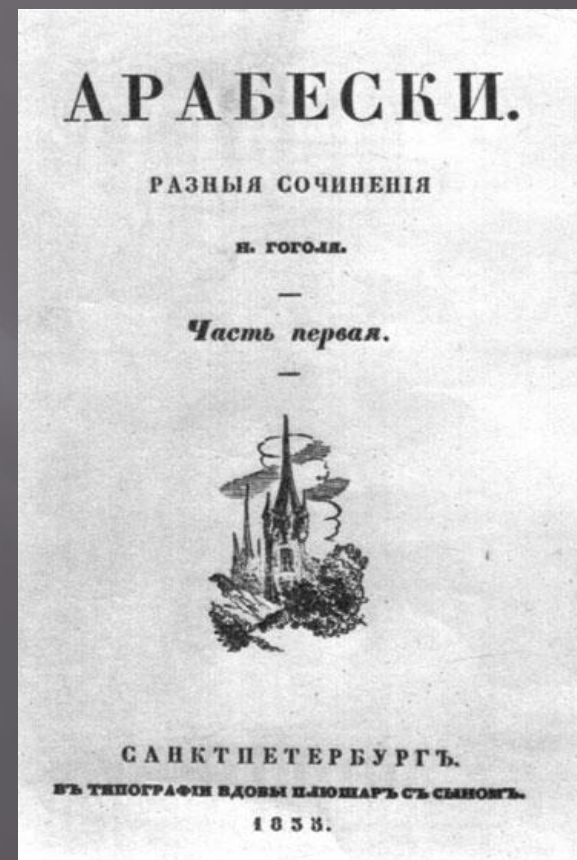 АРАБЕСКИ.
РАЗНЫЯ СОЧИНЕНІЯ
Н. ГОГОЛЯ.
Часть первая.
САНКТПЕТЕРБУРГЪ.
ВЪ ТИПОГРАФІИ ВДОВЫ ПЛЮШАРЪ СЪ СЫНОМЪ.
1835.